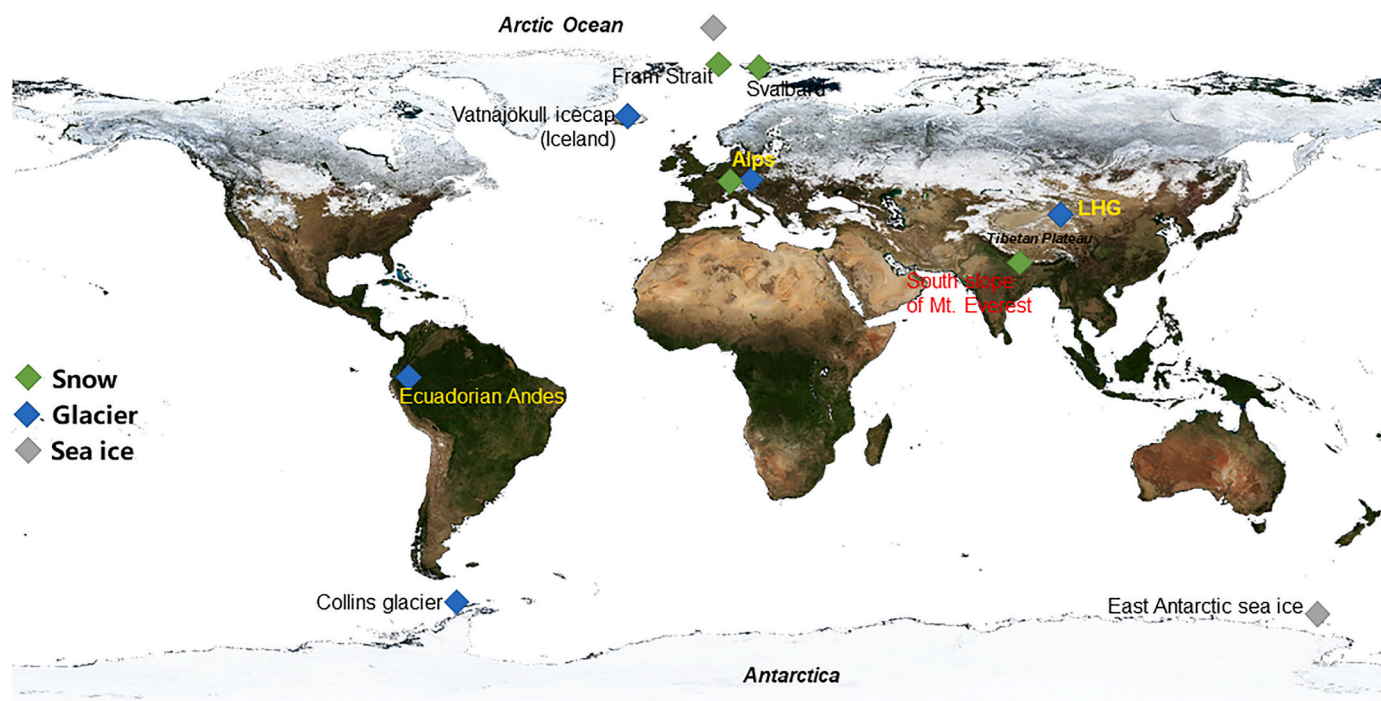 Arctic Ocean
Fram Strait
Svalbard
Vatnajökull icecap
(Iceland)
Alps
LHG
Tibetan Plateau
South slope
of Mt. Everest
Snow
Glacier
Sea ice
Ecuadorian Andes
Collins glacier
East Antarctic sea ice
Antarctica